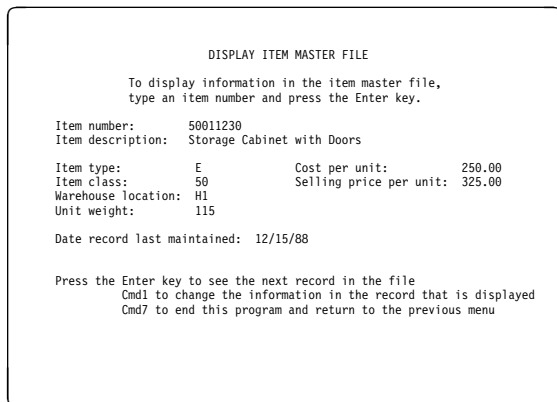 DISPLAY ITEM MASTER FILE
To display information in the item master file,
type an item number and press the Enter key.
Item number: 50011230
Item description: Storage Cabinet with Doors
Item type: E Cost per unit: 250.00
Item class: 50 Selling price per unit: 325.00
Warehouse location: H1
Unit weight: 115
Date record last maintained: 12/15/88
Press the Enter key to see the next record in the file
Cmd1 to change the information in the record that is displayed
Cmd7 to end this program and return to the previous menu